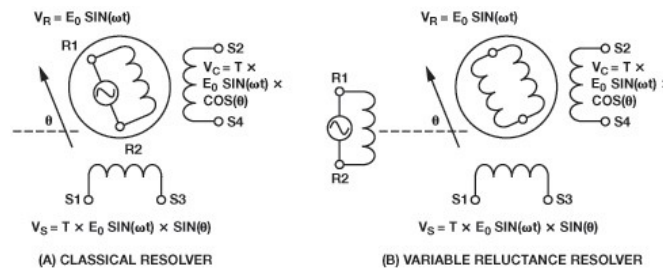 V_R = E_0 SIN(ωt)
R1
R2
θ
S2
V_C = T ×
E_0 SIN(ωt) ×
COS(θ)
S4
S1
S3
V_S = T × E_0 SIN(ωt) × SIN(θ)
(A) CLASSICAL RESOLVER
V_R = E_0 SIN(ωt)
R1
R2
θ
S2
V_C = T ×
E_0 SIN(ωt) ×
COS(θ)
S4
S1
S3
V_S = T × E_0 SIN(ωt) × SIN(θ)
(B) VARIABLE RELUCTANCE RESOLVER